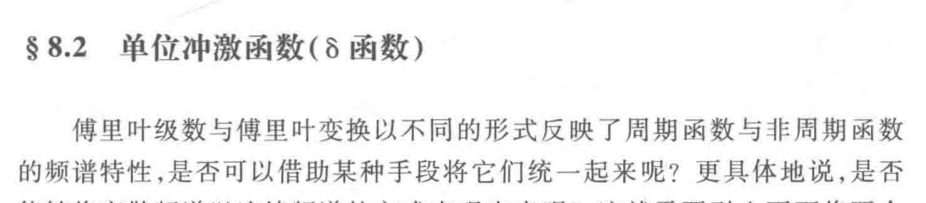 § 8.2 单位冲激函数(δ 函数)
傅里叶级数与傅里叶变换以不同的形式反映了周期函数与非周期函数
的频谱特性,是否可以借助某种手段将它们统一起来呢? 更具体地说,是否